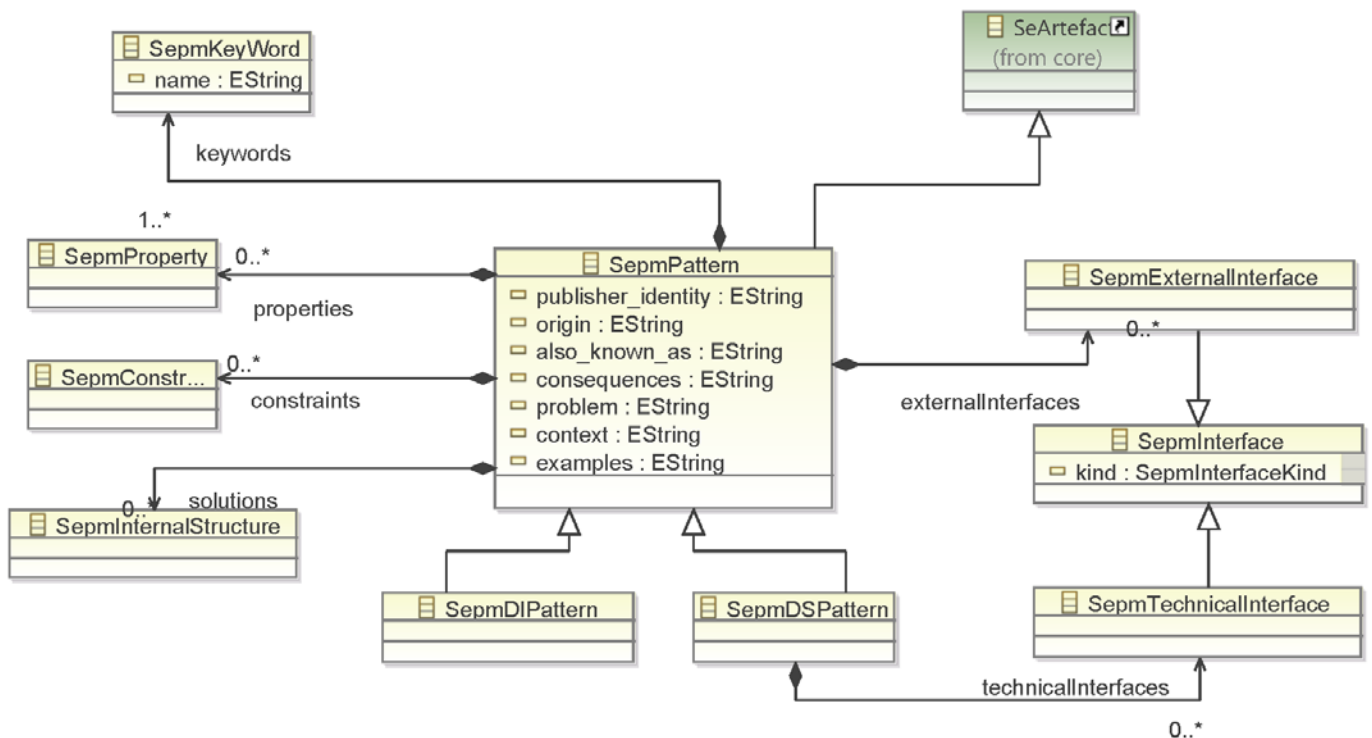 SepmKeyWord
name : EString
SeArtefact
(from core)
keywords
1..*
SepmProperty
0..*
properties
SepmConstr...
0..*
constraints
solutions
0..*
SepmInternalStructure
SepmPattern
publisher_identity : EString
origin : EString
also_known_as : EString
consequences : EString
problem : EString
context : EString
examples : EString
SepmExternalInterface
0..*
externalInterfaces
SepmInterface
kind : SepmInterfaceKind
SepmDIPattern
SepmDSPattern
SepmTechnicalInterface
technicalInterfaces
0..*